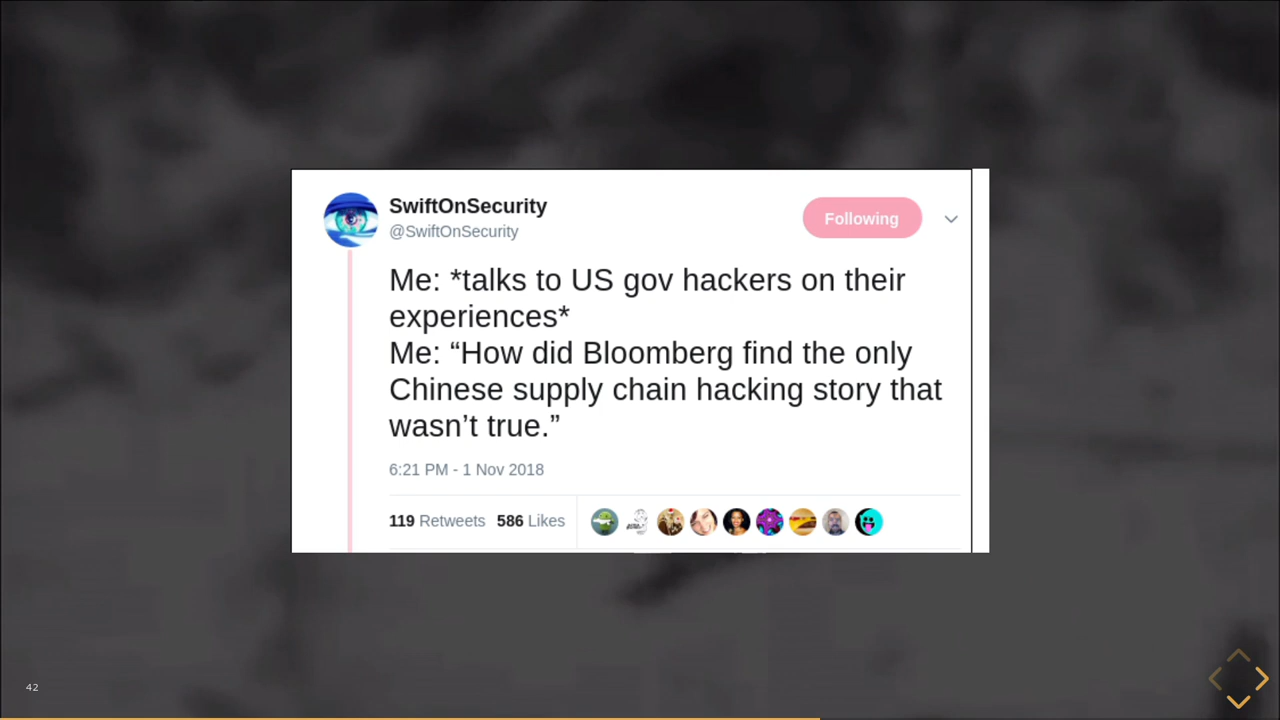 SwiftOnSecurity
@SwiftOnSecurity
Following
Me: *talks to US gov hackers on their
experiences*
Me: “How did Bloomberg find the only
Chinese supply chain hacking story that
wasn’t true.”
6:21 PM - 1 Nov 2018
119 Retweets 586 Likes
42